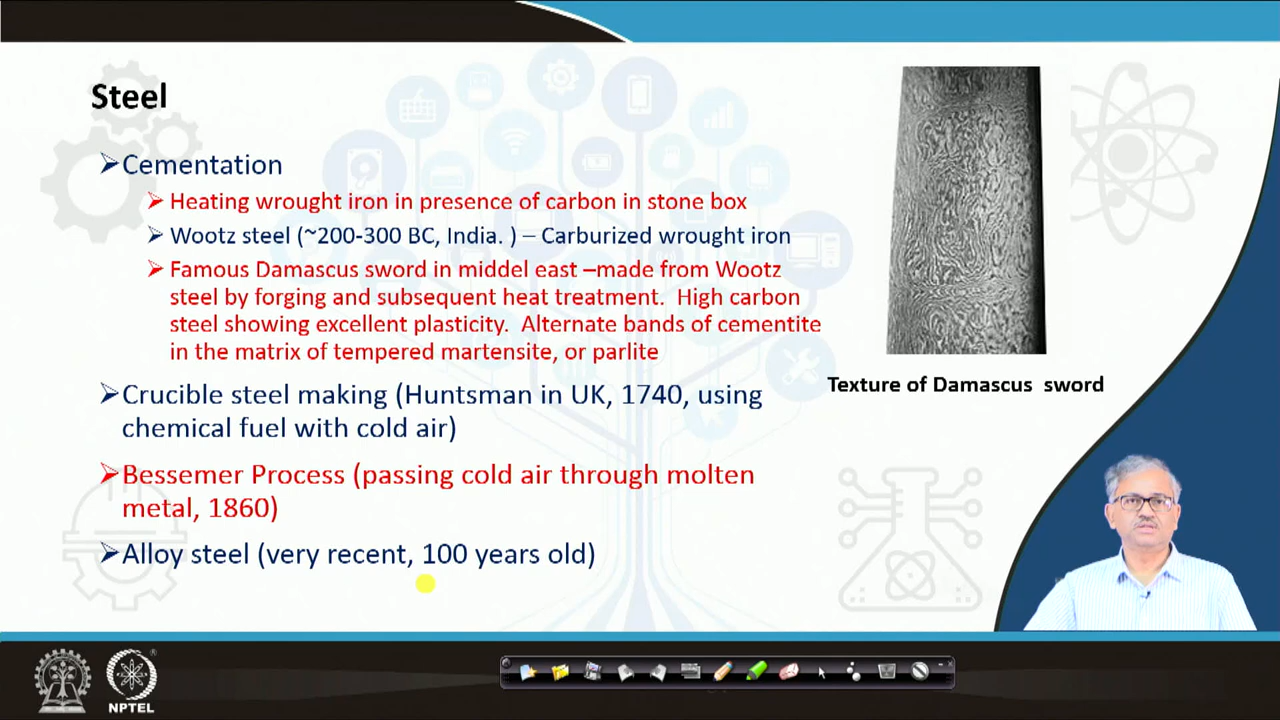 Steel
Cementation
Heating wrought iron in presence of carbon in stone box
Wootz steel (~200-300 BC, India. ) – Carburized wrought iron
Famous Damascus sword in middel east –made from Wootz
steel by forging and subsequent heat treatment. High carbon
steel showing excellent plasticity. Alternate bands of cementite
in the matrix of tempered martensite, or parlite
Texture of Damascus sword
Crucible steel making (Huntsman in UK, 1740, using
chemical fuel with cold air)
Bessemer Process (passing cold air through molten
metal, 1860)
Alloy steel (very recent, 100 years old)
NPTEL